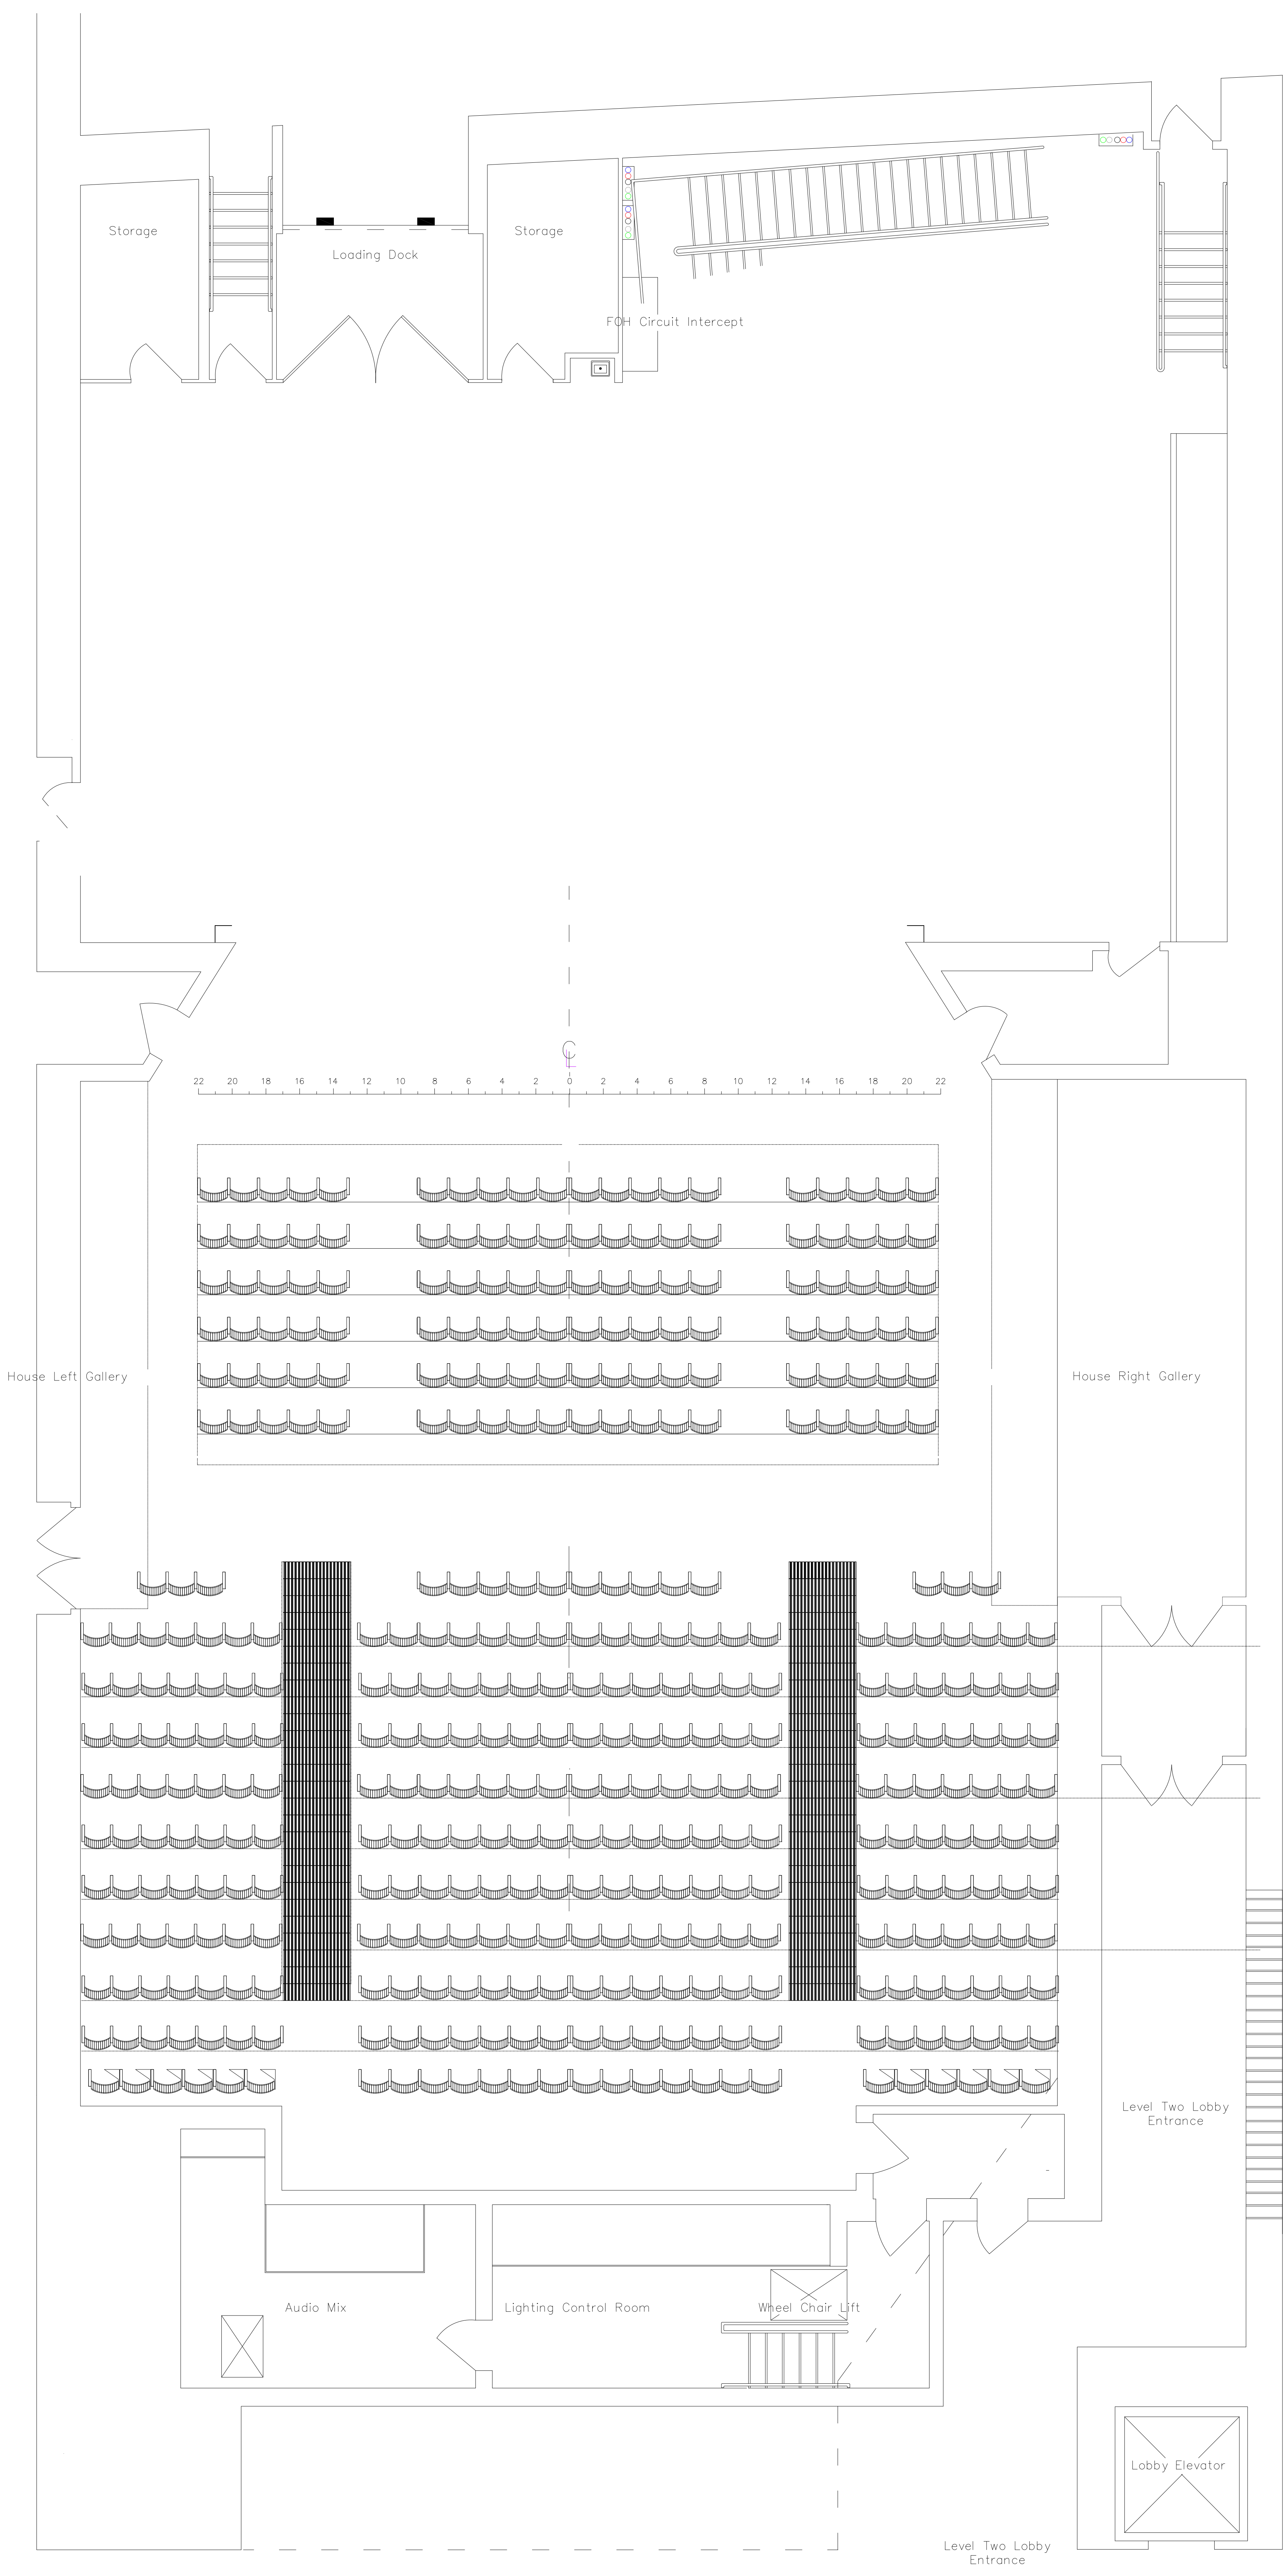 Storage
Storage
Loading Dock
FOH Circuit Intercept
℄
22 20 18 16 14 12 10 8 6 4 2 0 2 4 6 8 10 12 14 16 18 20 22
House Left Gallery
House Right Gallery
Level Two Lobby
Entrance
Audio Mix
Lighting Control Room
Wheel Chair Lift
Lobby Elevator
Level Two Lobby
Entrance